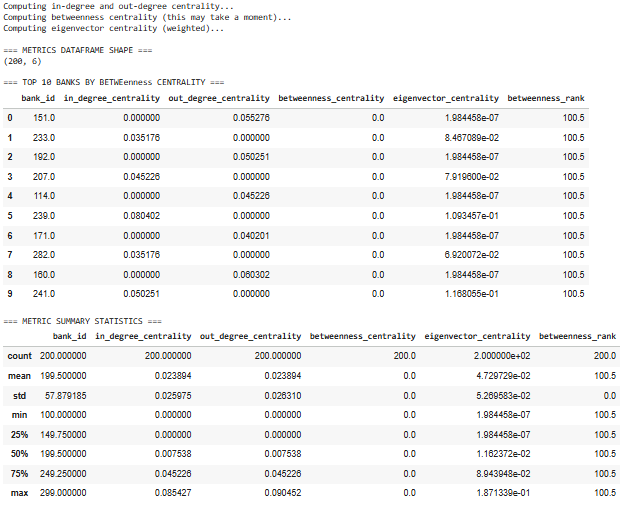 Computing in-degree and out-degree centrality...
Computing betweenness centrality (this may take a moment)...
Computing eigenvector centrality (weighted)...
=== METRICS DATAFRAME SHAPE ===
(200, 6)
=== TOP 10 BANKS BY BETWEenness CENTRALITY ===
bank_id in_degree_centrality out_degree_centrality betweenness_centrality eigenvector_centrality betweenness_rank
0 151.0 0.000000 0.055276 0.0 1.984458e-07 100.5
1 233.0 0.035176 0.000000 0.0 8.467089e-02 100.5
2 192.0 0.000000 0.050251 0.0 1.984458e-07 100.5
3 207.0 0.045226 0.000000 0.0 7.919600e-02 100.5
4 114.0 0.000000 0.045226 0.0 1.984458e-07 100.5
5 239.0 0.080402 0.000000 0.0 1.093457e-01 100.5
6 171.0 0.000000 0.040201 0.0 1.984458e-07 100.5
7 282.0 0.035176 0.000000 0.0 6.920072e-02 100.5
8 160.0 0.000000 0.060302 0.0 1.984458e-07 100.5
9 241.0 0.050251 0.000000 0.0 1.168055e-01 100.5
=== METRIC SUMMARY STATISTICS ===
bank_id in_degree_centrality out_degree_centrality betweenness_centrality eigenvector_centrality betweenness_rank
count 200.000000 200.000000 200.000000 200.0 2.000000e+02 200.0
mean 199.500000 0.023894 0.023894 0.0 4.729729e-02 100.5
std 57.879185 0.025975 0.026310 0.0 5.269583e-02 0.0
min 100.000000 0.000000 0.000000 0.0 1.984458e-07 100.5
25% 149.750000 0.000000 0.000000 0.0 1.984458e-07 100.5
50% 199.500000 0.007538 0.007538 0.0 1.162372e-02 100.5
75% 249.250000 0.045226 0.045226 0.0 8.943948e-02 100.5
max 299.000000 0.085427 0.090452 0.0 1.871339e-01 100.5